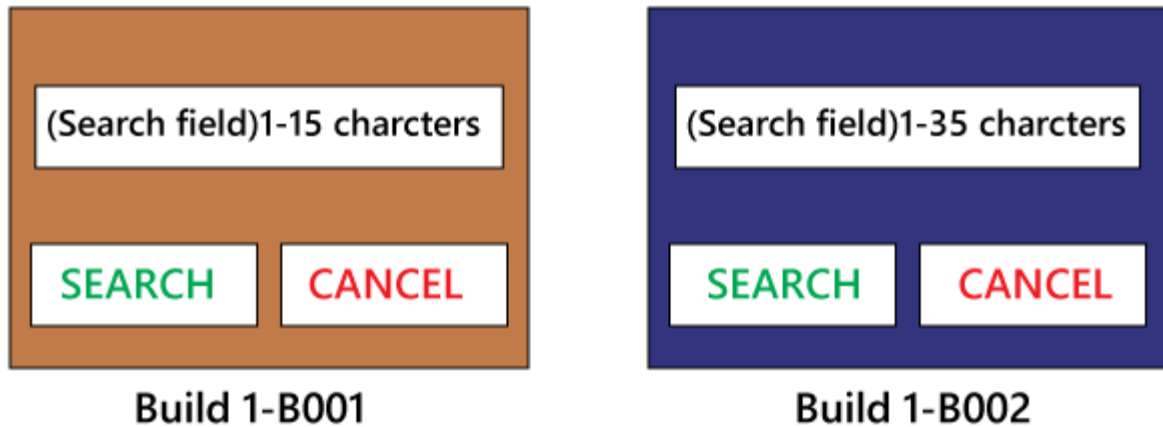 (Search field)1-15 charcters
SEARCH
CANCEL
Build 1-B001
(Search field)1-35 charcters
SEARCH
CANCEL
Build 1-B002